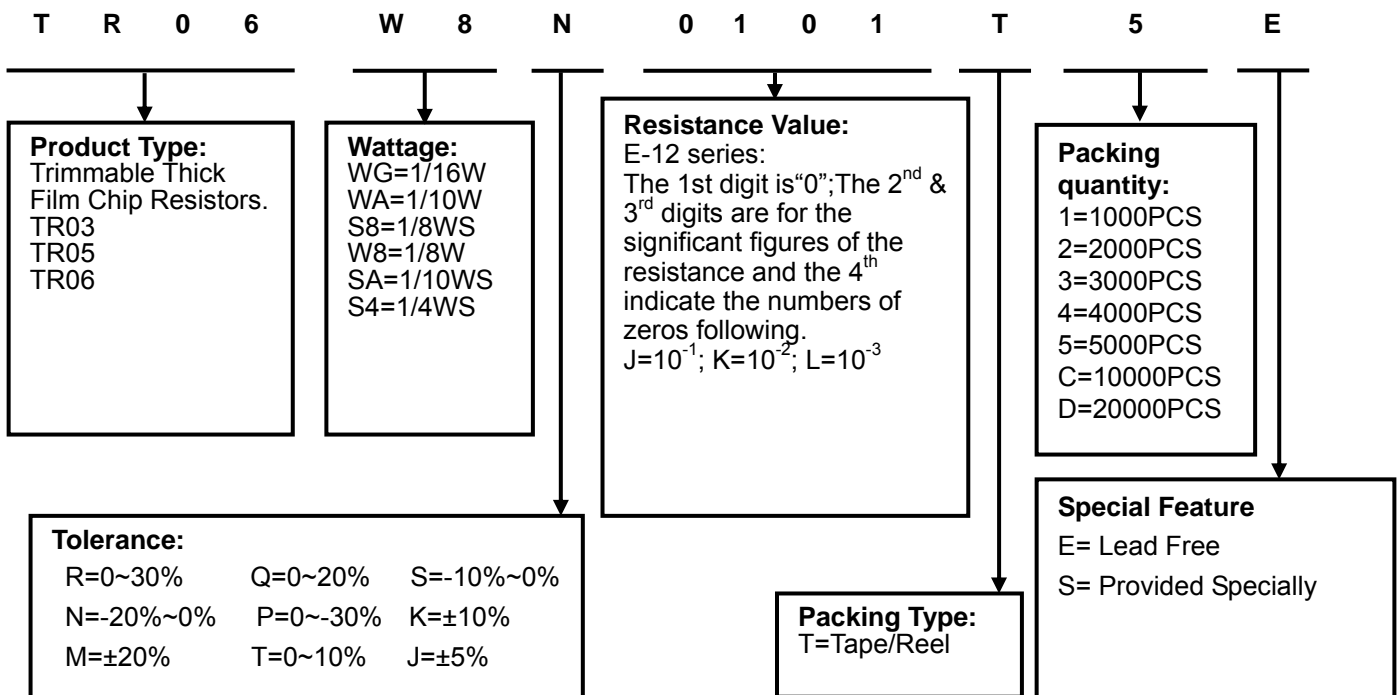 T R 0 6 W 8 N 0 1 0 1 T 5 E
Product Type:
Trimmable Thick
Film Chip Resistors.
TR03
TR05
TR06
Wattage:
WG=1/16W
WA=1/10W
S8=1/8WS
W8=1/8W
SA=1/10WS
S4=1/4WS
Resistance Value:
E-12 series:
The 1st digit is“0”;The 2nd &
3rd digits are for the
significant figures of the
resistance and the 4th
indicate the numbers of
zeros following.
J=10-1; K=10-2; L=10-3
Packing
quantity:
1=1000PCS
2=2000PCS
3=3000PCS
4=4000PCS
5=5000PCS
C=10000PCS
D=20000PCS
Tolerance:
R=0~30% Q=0~20% S=-10%~0%
N=-20%~0% P=0~-30% K=±10%
M=±20% T=0~10% J=±5%
Packing Type:
T=Tape/Reel
Special Feature
E= Lead Free
S= Provided Specially